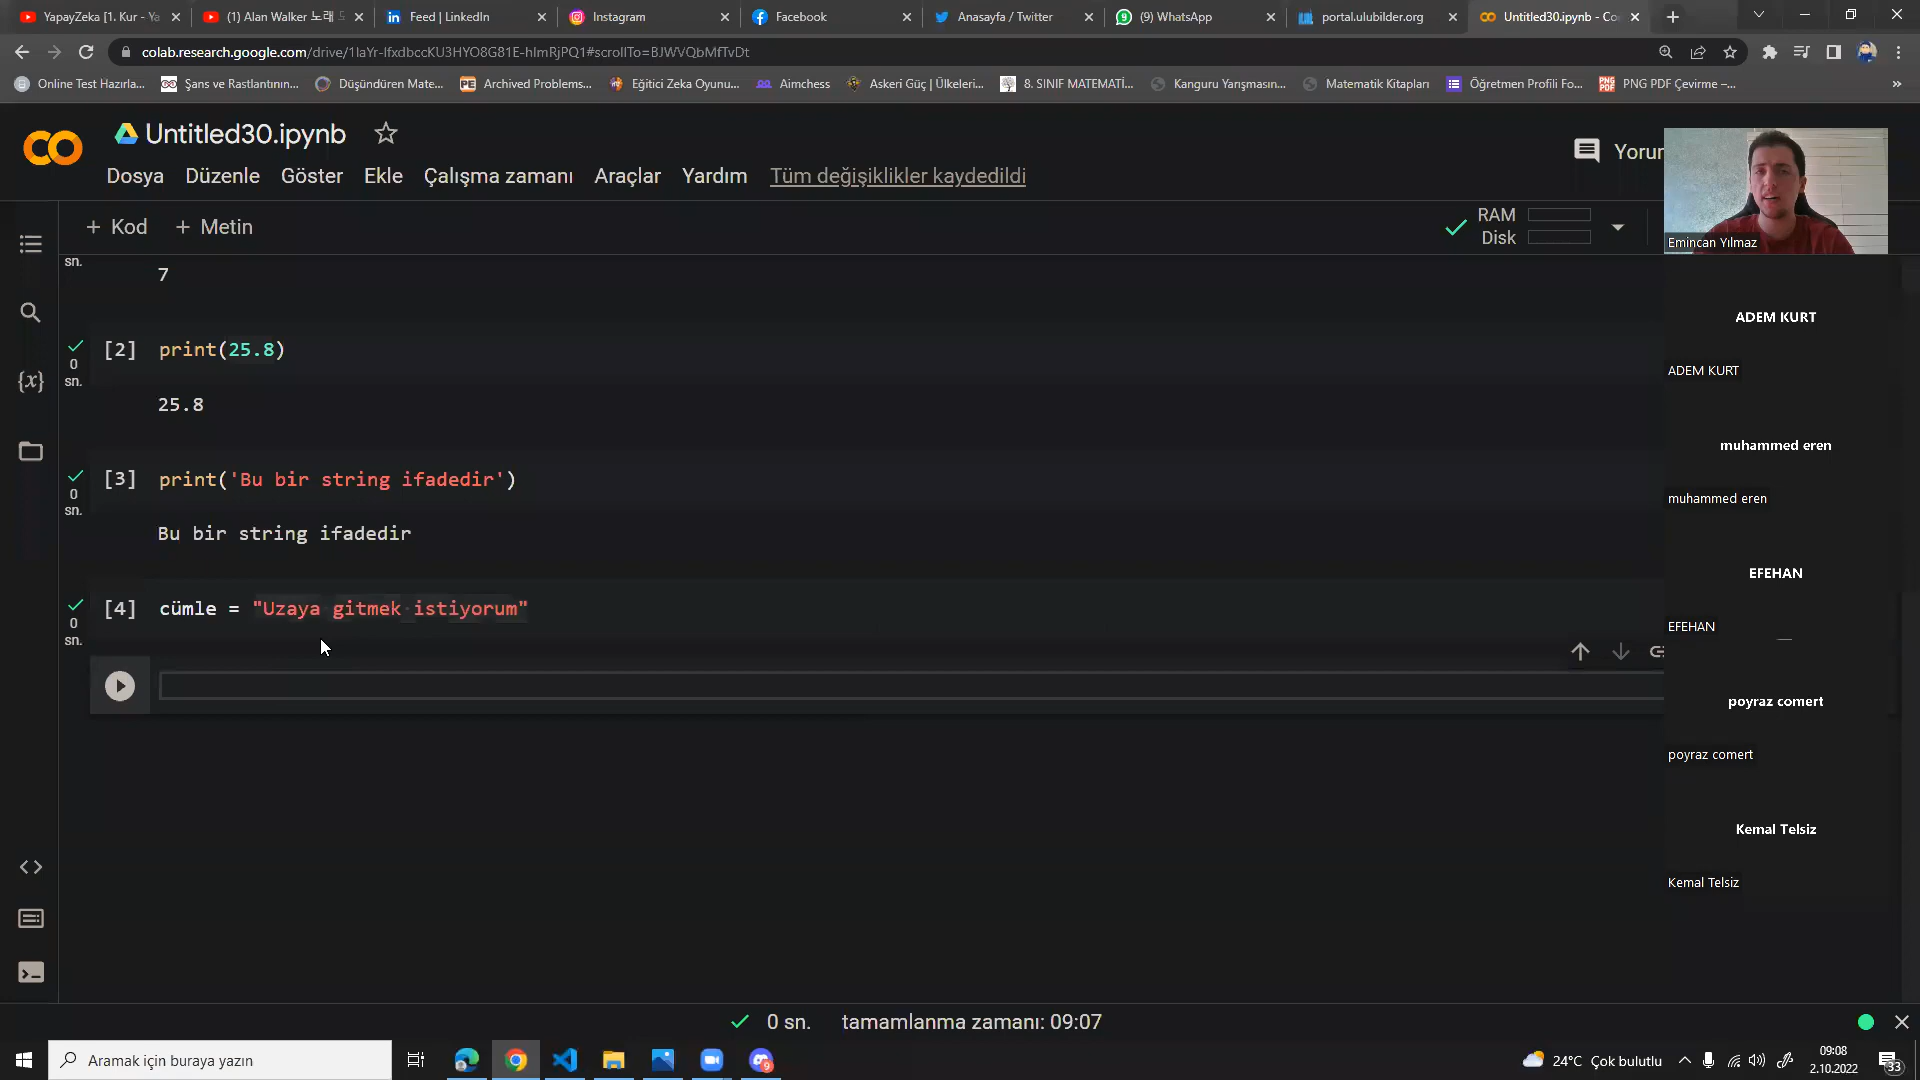 YapayZeka [1. Kur - Ya
(1) Alan Walker 노래 모
Feed | LinkedIn
Instagram
Facebook
Anasayfa / Twitter
(9) WhatsApp
portal.ulubilder.org
Untitled30.ipynb - Co
colab.research.google.com/drive/1laYr-lfxdbccKU3HYO8G81E-hlmRjPQ1#scrollTo=BJWVQbMfTvDt
Online Test Hazırla...
Şans ve Rastlantının...
Düşündüren Mate...
Archived Problems...
Eğitici Zeka Oyunu...
Aimchess
Askeri Güç | Ülkeleri...
8. SINIF MATEMATİ...
Kanguru Yarışmasın...
Matematik Kitapları
Öğretmen Profili Fo...
PNG PDF Çevirme –...
Untitled30.ipynb
Dosya Düzenle Göster Ekle Çalışma zamanı Araçlar Yardım Tüm değişiklikler kaydedildi
Yorum
+ Kod + Metin
RAM
Disk
Emincan Yılmaz
sn.
7
[2] print(25.8)
0
sn.
25.8
[3] print('Bu bir string ifadedir')
0
sn.
Bu bir string ifadedir
[4] cümle = "Uzaya gitmek istiyorum"
0
sn.
ADEM KURT
ADEM KURT
muhammed eren
muhammed eren
EFEHAN
EFEHAN
poyraz comert
poyraz comert
Kemal Telsiz
Kemal Telsiz
0 sn. tamamlanma zamanı: 09:07
Aramak için buraya yazın
24°C Çok bulutlu
09:08
2.10.2022
33